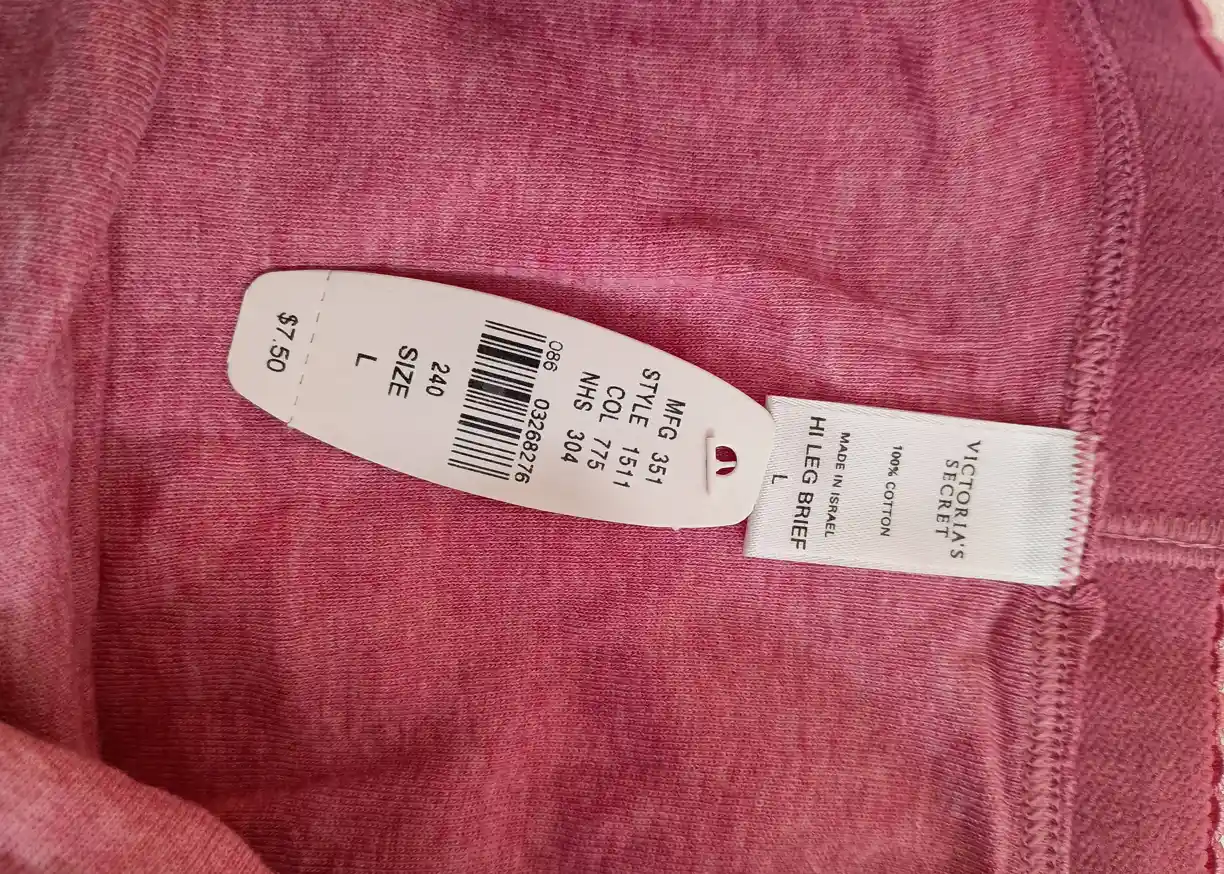 VICTORIA'S
SECRET
100% COTTON
MADE IN ISRAEL
HI LEG BRIEF
L
MFG 351
STYLE 1511
COL 775
NHS 304
086 03268276
240
SIZE
L
$7.50